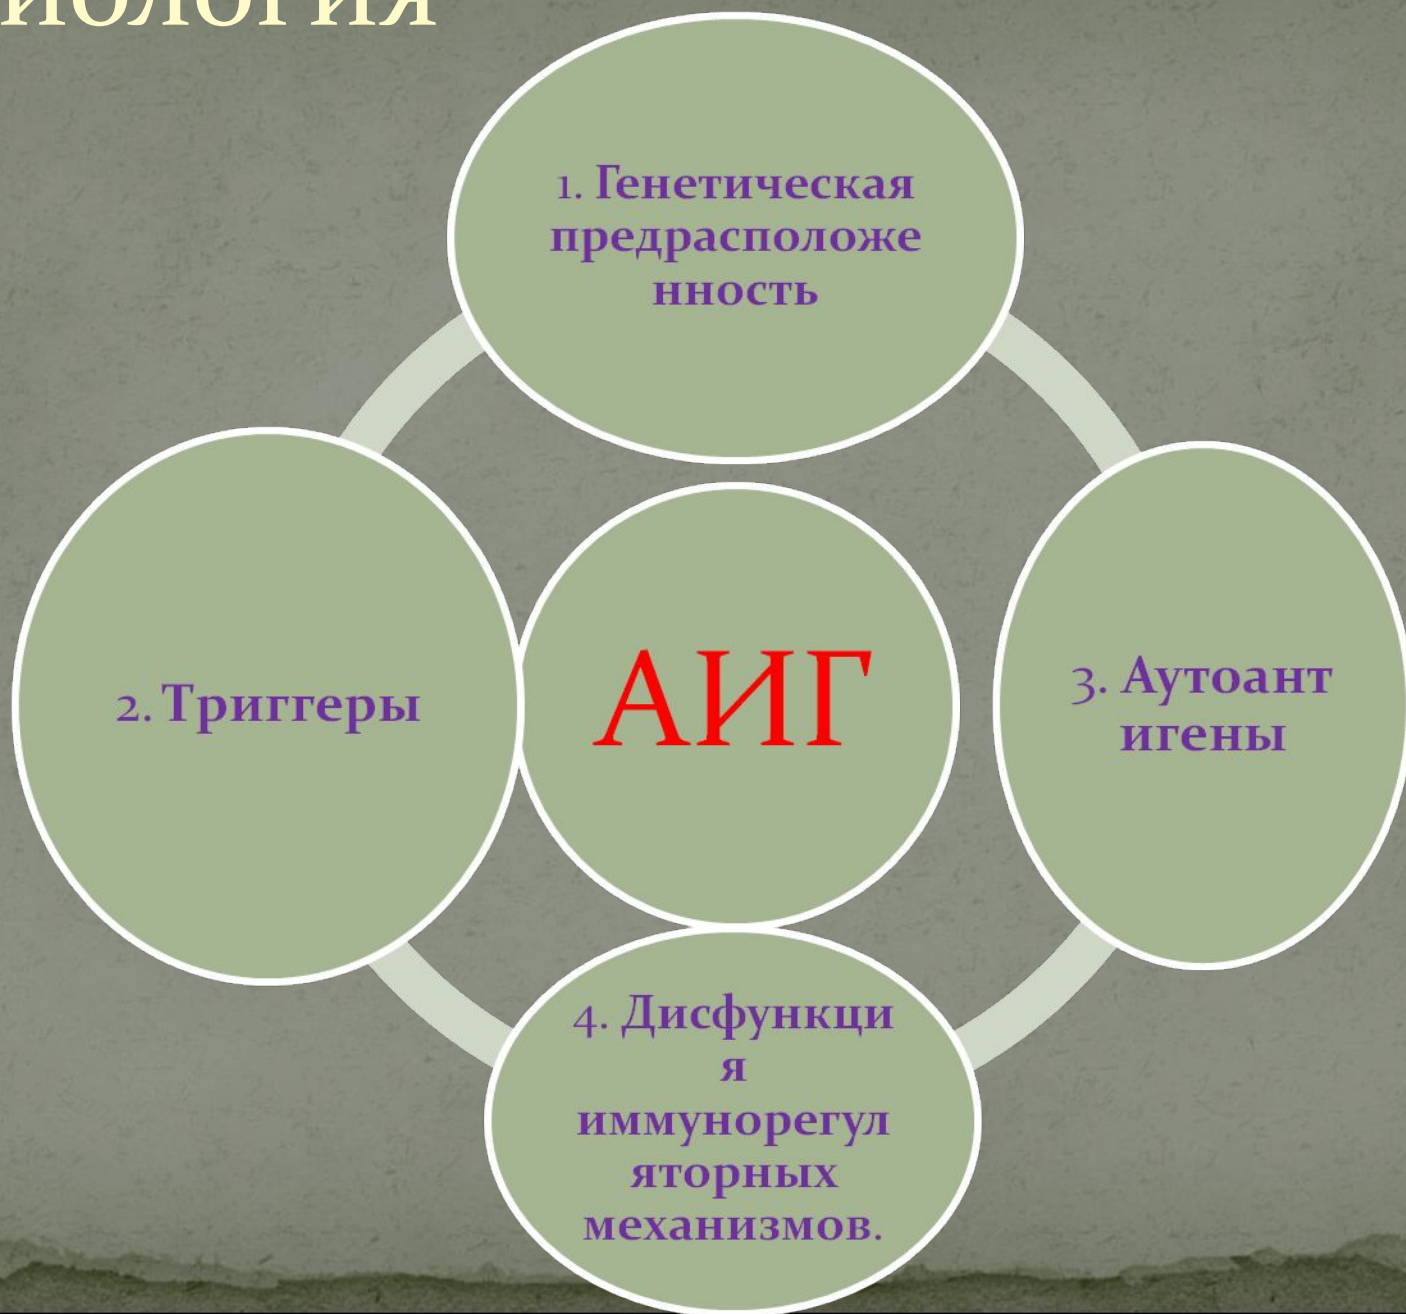 иология
1. Генетическая
предрасположе
нность
2. Триггеры
АИГ
3. Аутоант
игены
4. Дисфункци
я
иммунорегул
яторных
механизмов.